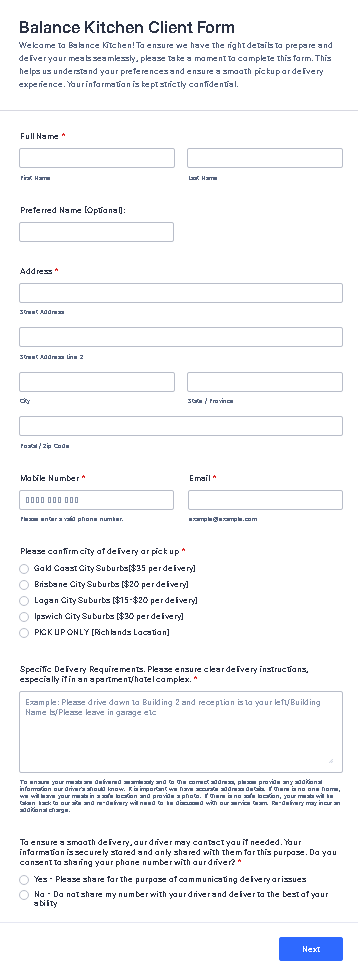 Balance Kitchen Client Form
Welcome to Balance Kitchen! To ensure we have the right details to prepare and
deliver your meals seamlessly, please take a moment to complete this form. This
helps us understand your preferences and ensure a smooth pickup or delivery
experience. Your information is kept strictly confidential.
Full Name *
First Name Last Name
Preferred Name [Optional]:
Address *
Street Address
Street Address Line 2
City State / Province
Postal / Zip Code
Mobile Number * Email *
Please enter a valid phone number. example@example.com
Please confirm city of delivery or pick up *
Gold Coast City Suburbs[$35 per delivery]
Brisbane City Suburbs [$20 per delivery]
Logan City Suburbs [$15-$20 per delivery]
Ipswich City Suburbs [$30 per delivery]
PICK UP ONLY [Richlands Location]
Specific Delivery Requirements. Please ensure clear delivery instructions,
especially if in an apartment/hotel complex. *
Example: Please drive down to Building 2 and reception is to your left/Building
Name is/Please leave in garage etc
To ensure your meals are delivered seamlessly and to the correct address, please provide any additional
information our driver's should know. It is important we have accurate address details. If there is no one home,
we will leave your meals in a safe location and provide a photo. If there is no safe location, your meals will be
taken back to our site and re-delivery will need to be discussed with our service team. Re-delivery may incur an
additional charge.
To ensure a smooth delivery, our driver may contact you if needed. Your
information is securely stored and only shared with them for this purpose. Do you
consent to sharing your phone number with our driver? *
Yes - Please share for the purpose of communicating delivery or issues
No - Do not share my number with your driver and deliver to the best of your
ability
Next